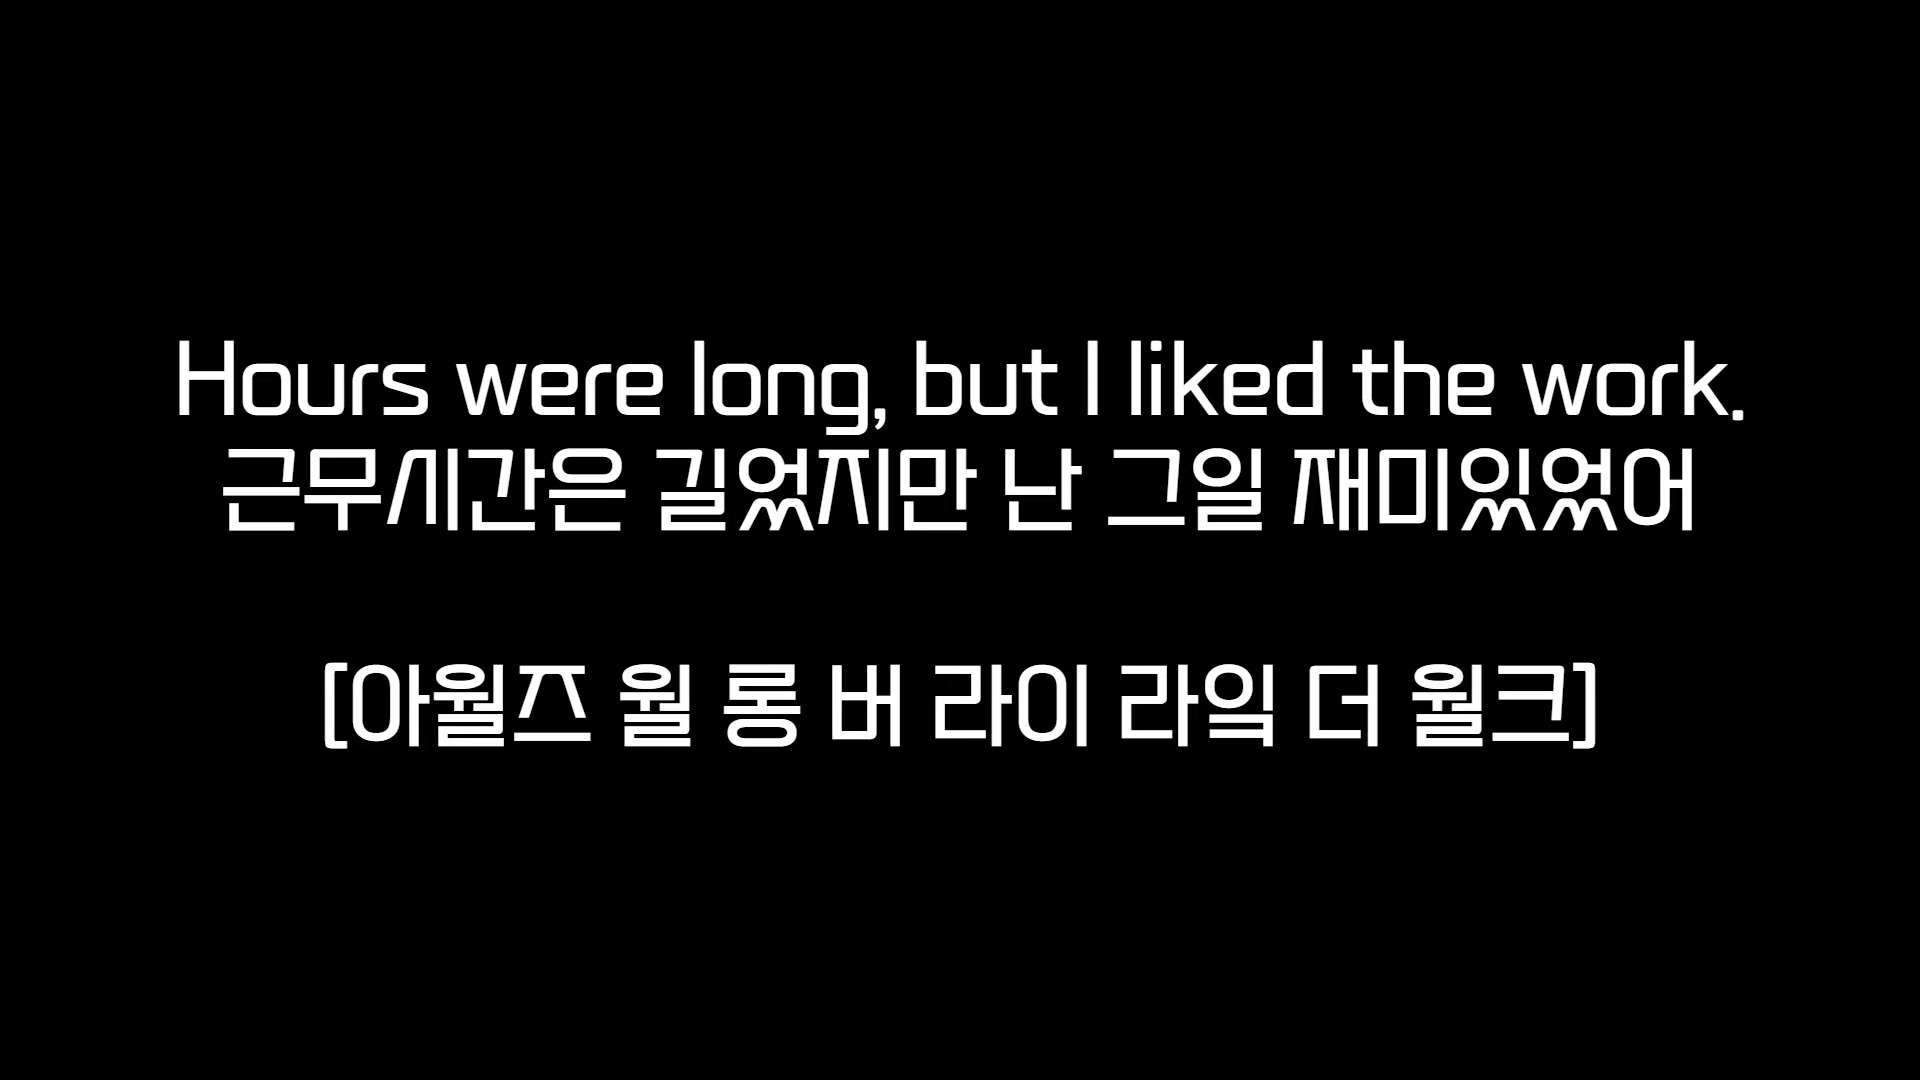 Hours were long, but I liked the work.
근무시간은 길었지만 난 그일 재미있었어
[아월즈 월 롱 버 라이 라잌 더 월크]